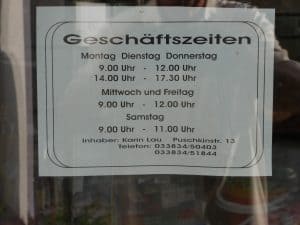 Geschäftszeiten
Montag Dienstag Donnerstag
9.00 Uhr - 12.00 Uhr
14.00 Uhr - 17.30 Uhr
Mittwoch und Freitag
9.00 Uhr - 12.00 Uhr
Samstag
9.00 Uhr - 11.00 Uhr
Inhaber: Karin Lau Puschkinstr. 13
Telefon: 033834/50403
033834/51844